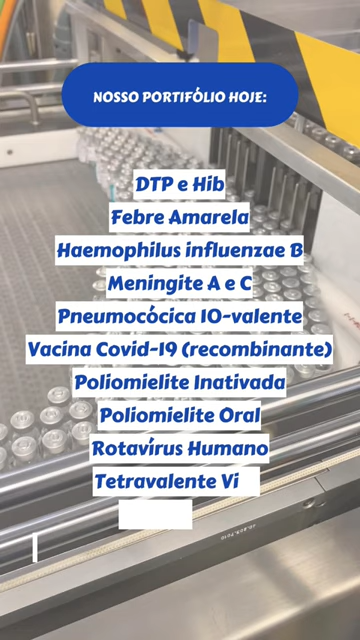 NOSSO PORTIFÓLIO HOJE:
DTP e Hib
Febre Amarela
Haemophilus influenzae B
Meningite A e C
Pneumocócica 10-valente
Vacina Covid-19 (recombinante)
Poliomielite Inativada
Poliomielite Oral
Rotavírus Humano
Tetravalente Vi